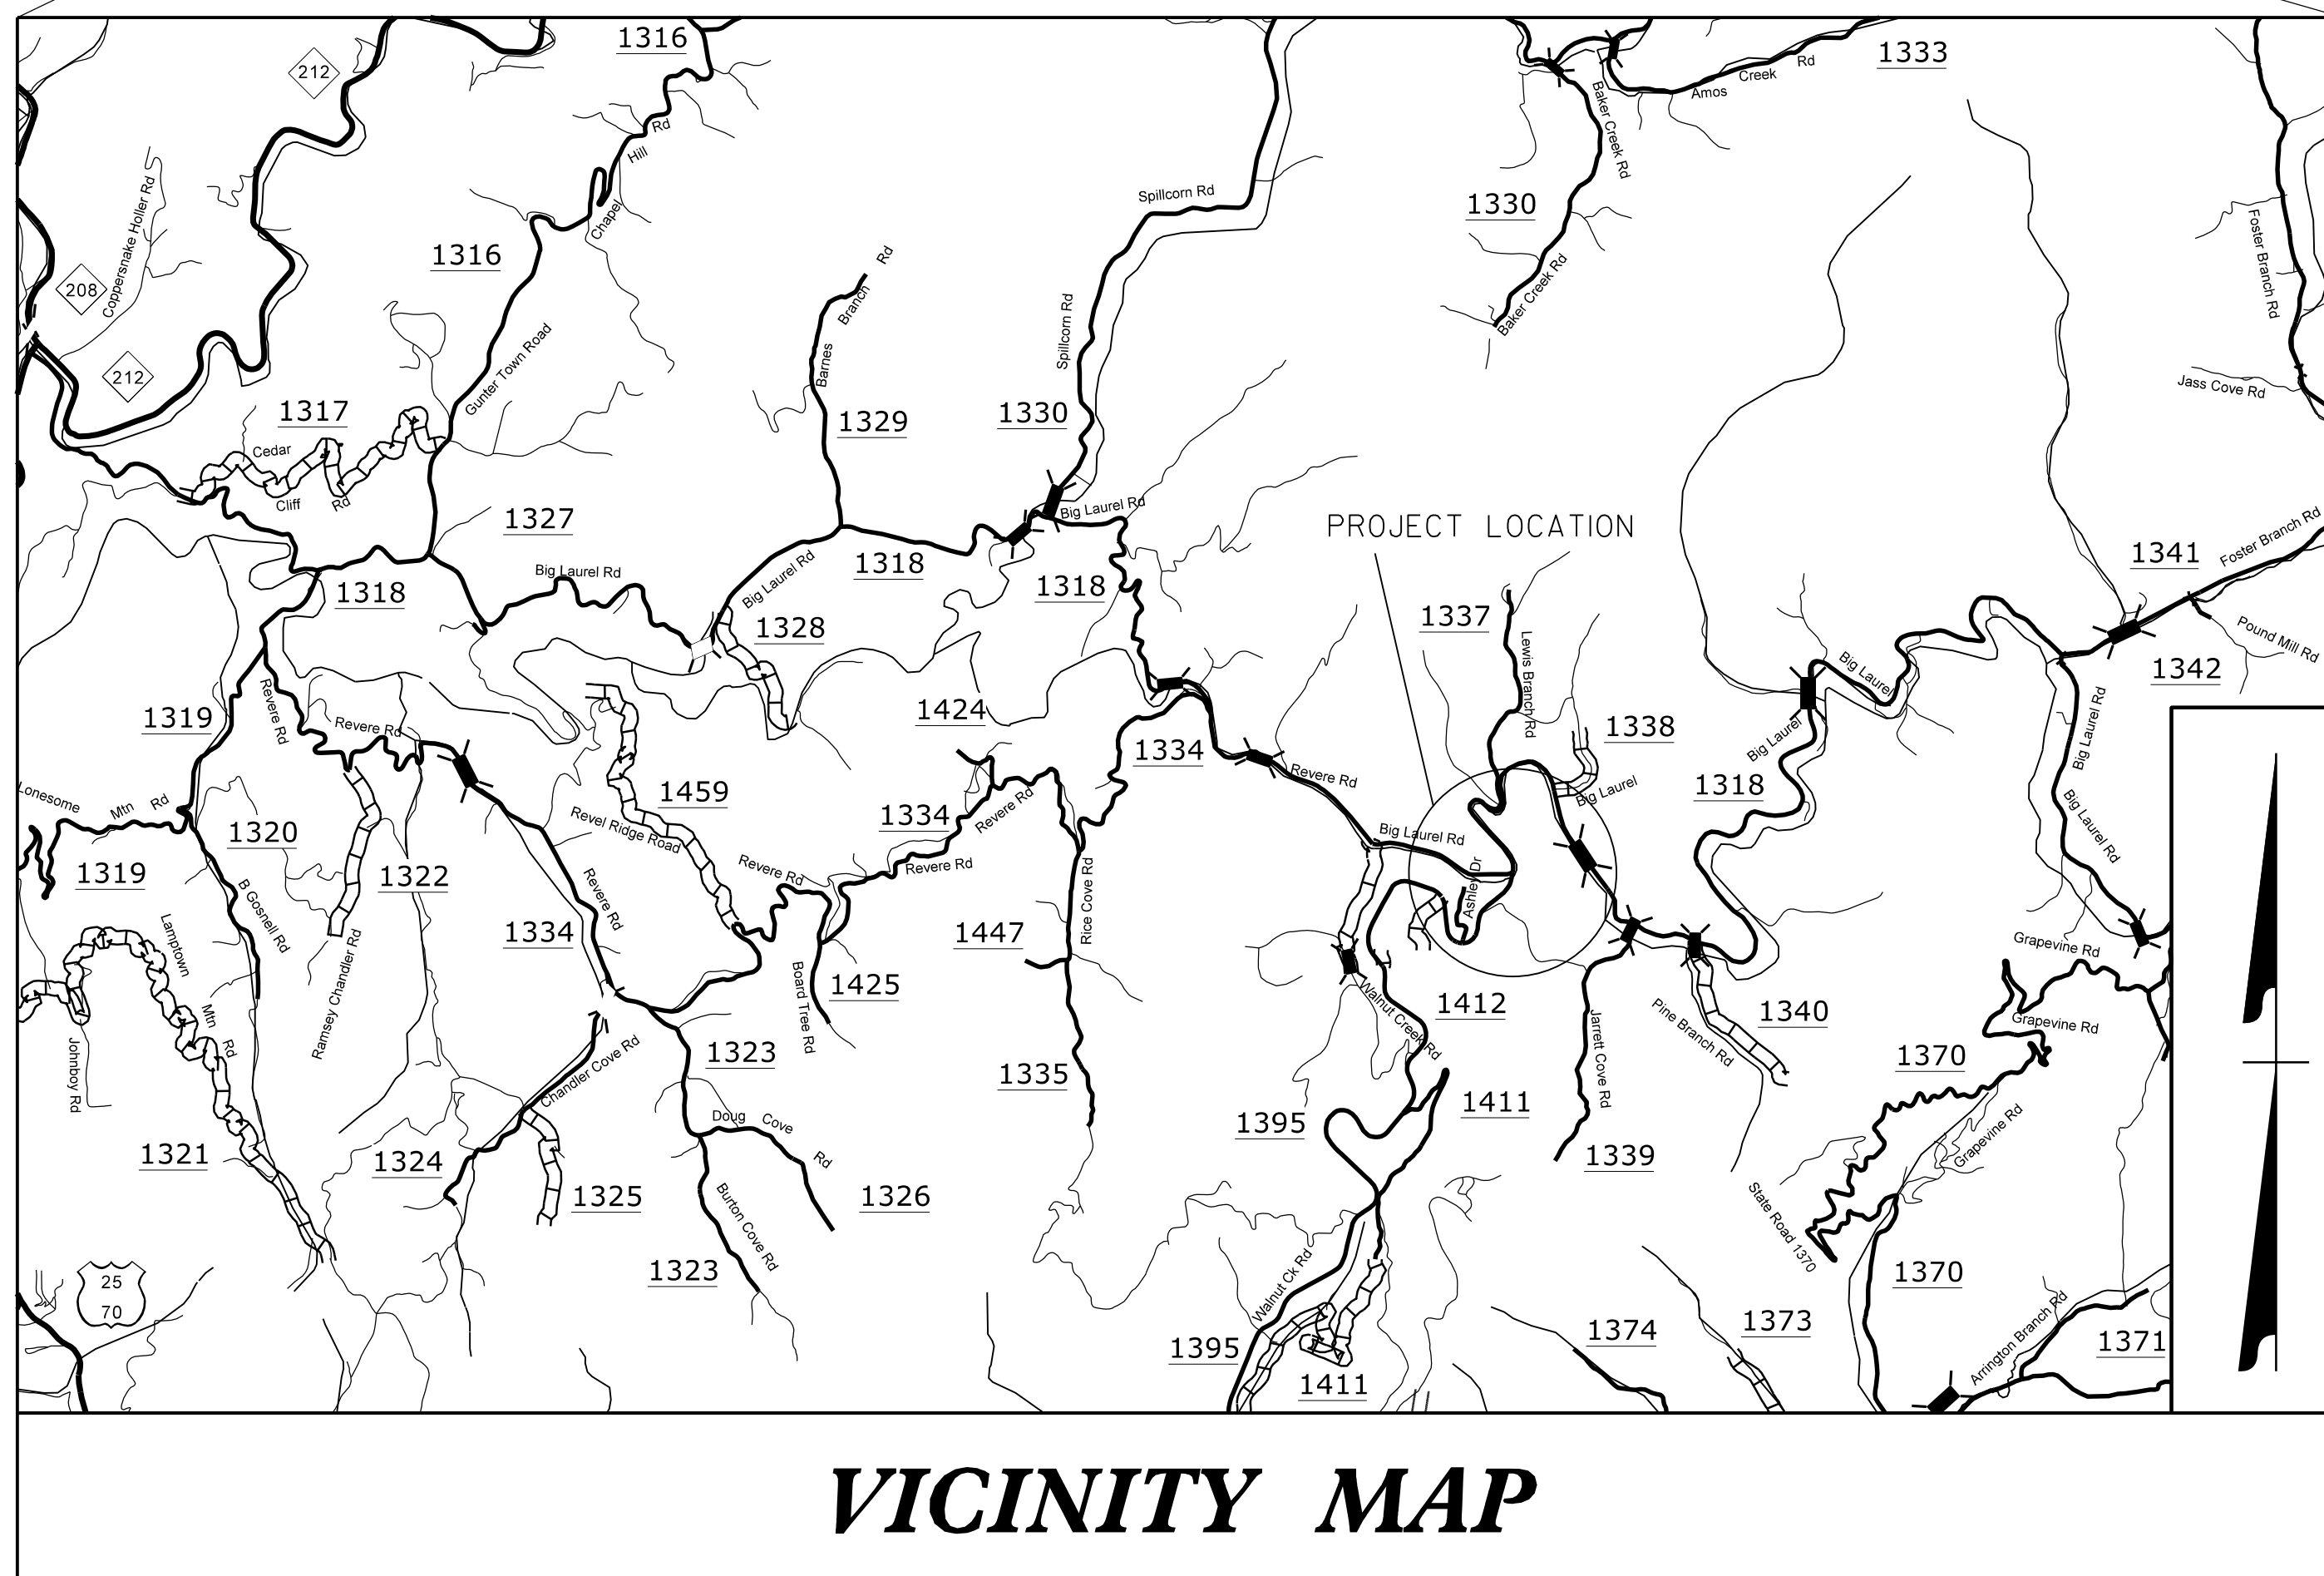 1316
1333
212
Creek Rd
Amos
Rd
Hill
Baker Creek Rd
Coppersnake Holler Rd
Spillcorn Rd
1330
Chapel
Foster Branch Rd
1316
Rd
Branch
208
Baker Creek Rd
Spillcorn Rd
212
Gunter Town Road
Barnes
Jass Cove Rd
1317
1329
1330
Cedar
Cliff Rd
Big Laurel Rd
1327
PROJECT LOCATION
Foster Branch Rd
1341
1318
Big Laurel Rd
Big Laurel Rd
1318
1318
1337
1328
Pound Mill Rd
Lewis Branch Rd
Big Laurel
1342
1319
Revere Rd
Revere Rd
1424
1338
Big Laurel Rd
Big Laurel
1334
Revere Rd
1318
1459
Big Laurel
Lonesome Mtn Rd
Revere Rd
1334
1320
Revel Ridge Road
Big Laurel Rd
Big Laurel Rd
1319
1322
Revere Rd
Revere Rd
Ashley Dr
Rice Cove Rd
B Gosnell Rd
Revere Rd
Lamptown
1334
1447
Grapevine Rd
Ramsey Chandler Rd
1425
Board Tree Rd
1412
Walnut Creek Rd
1340
Mtn
Rd
Pine Branch Rd
Grapevine Rd
1323
1370
Johnboy Rd
Chandler Cove Rd
1335
Jarrett Cove Rd
1411
Doug Cove
Rd
1395
Grapevine Rd
1321
1324
1339
1325
1326
State Road 1370
Burton Cove Rd
25
70
1323
1370
Walnut Ck Rd
1374
1373
Arrington Branch Rd
1395
1371
1411
VICINITY MAP